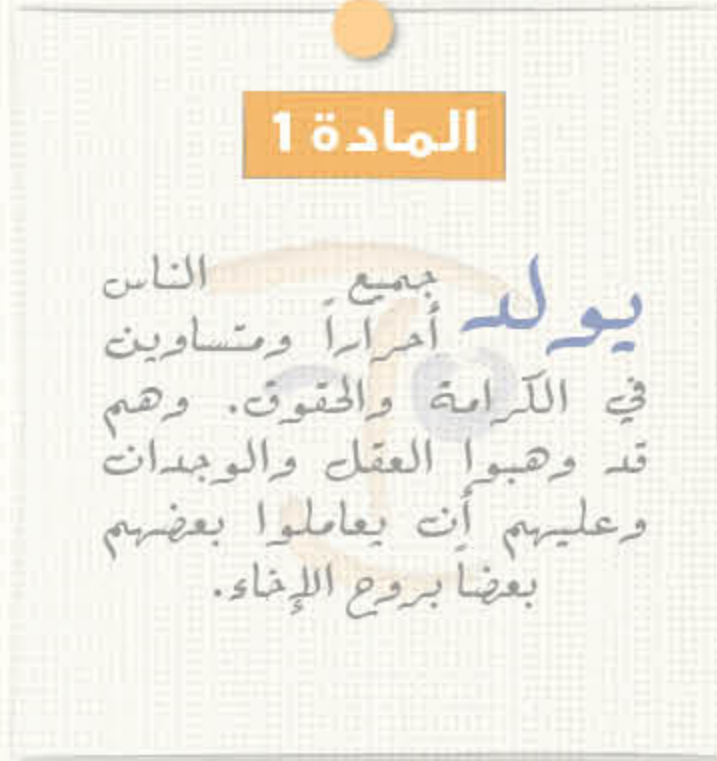 المادة 1
يولد جميع الناس
أحراراً ومتساوين
في الكرامة والحقوق. وهم
قد وهبوا العقل والوجدان
وعليهم أن يعاملوا بعضهم
بعضاً بروح الإخاء.